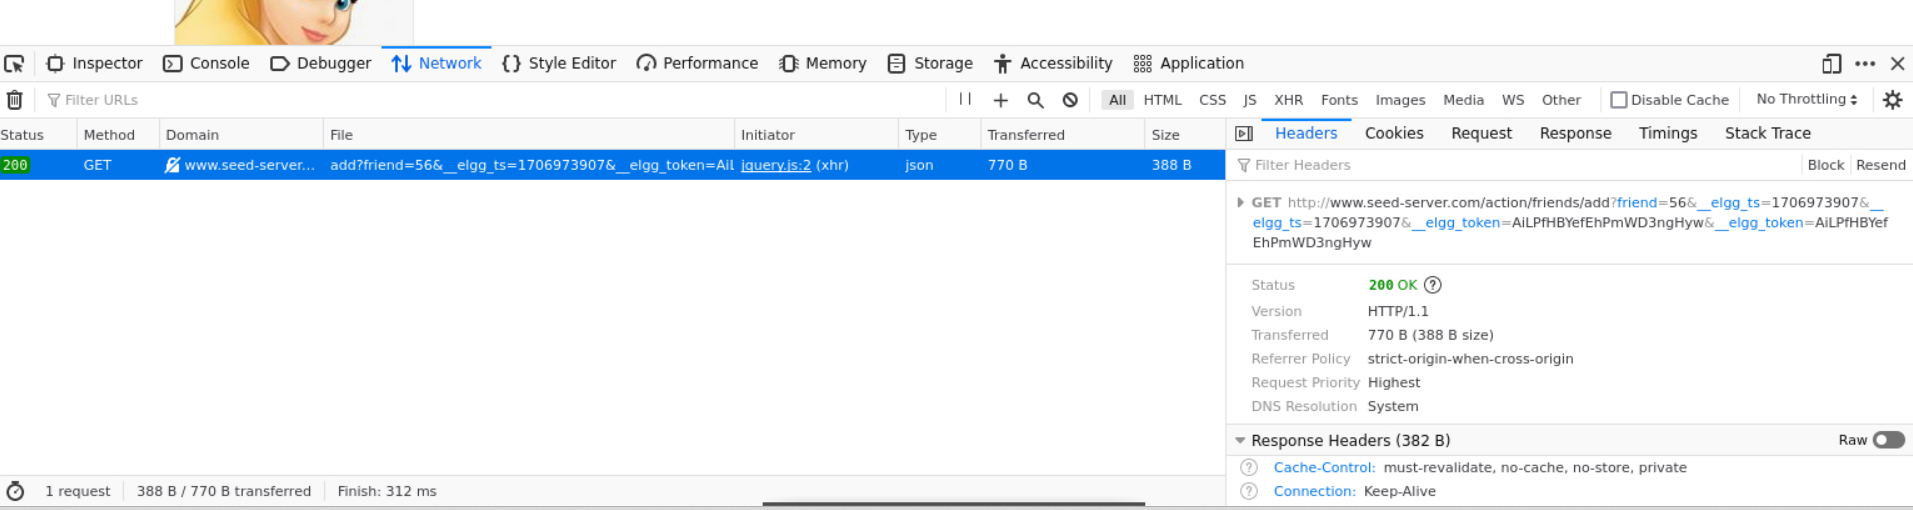 Inspector Console Debugger Network Style Editor Performance Memory Storage Accessibility Application
Filter URLs All HTML CSS JS XHR Fonts Images Media WS Other Disable Cache No Throttling
Status Method Domain File Initiator Type Transferred Size
200 GET www.seed-server... add?friend=56&__elgg_ts=1706973907&__elgg_token=AiL jquery.js:2 (xhr) json 770 B 388 B
1 request 388 B / 770 B transferred Finish: 312 ms
Headers Cookies Request Response Timings Stack Trace
Filter Headers Block Resend
GET http://www.seed-server.com/action/friends/add?friend=56&__elgg_ts=1706973907&__
elgg_ts=1706973907&__elgg_token=AiLPfHBYefEhPmWD3ngHyw&__elgg_token=AiLPfHBYef
EhPmWD3ngHyw
Status 200 OK
Version HTTP/1.1
Transferred 770 B (388 B size)
Referrer Policy strict-origin-when-cross-origin
Request Priority Highest
DNS Resolution System
Response Headers (382 B) Raw
Cache-Control: must-revalidate, no-cache, no-store, private
Connection: Keep-Alive